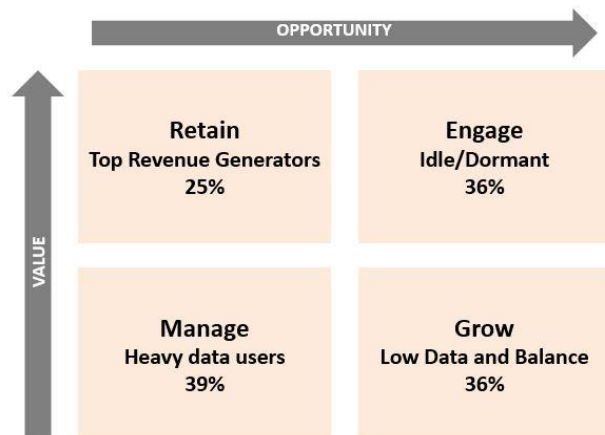 OPPORTUNITY
VALUE
Retain
Top Revenue Generators
25%
Engage
Idle/Dormant
36%
Manage
Heavy data users
39%
Grow
Low Data and Balance
36%